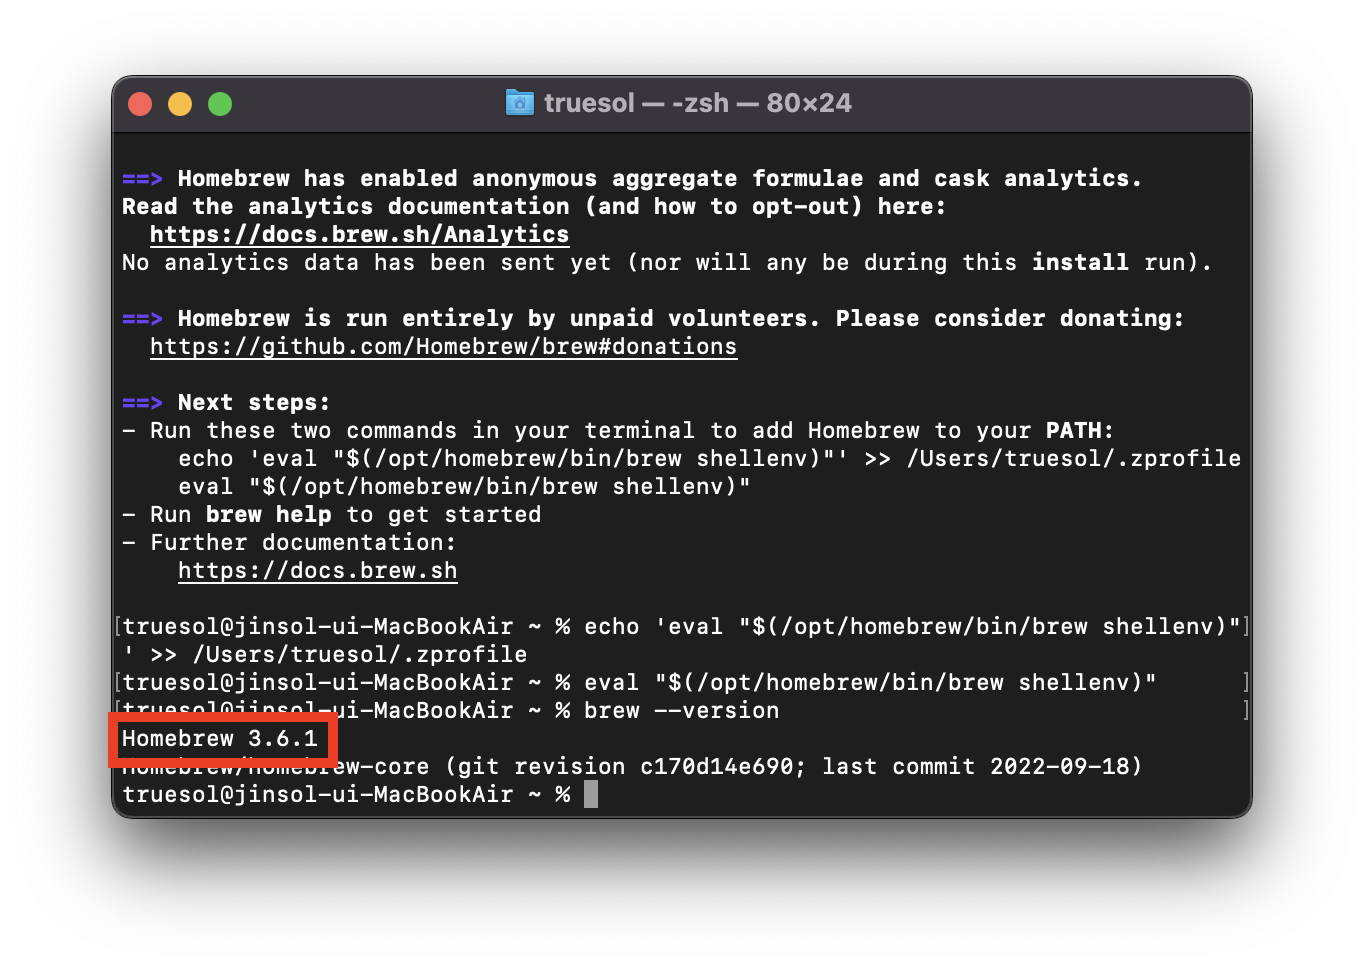 truesol — -zsh — 80×24
==> Homebrew has enabled anonymous aggregate formulae and cask analytics.
Read the analytics documentation (and how to opt-out) here:
https://docs.brew.sh/Analytics
No analytics data has been sent yet (nor will any be during this install run).
==> Homebrew is run entirely by unpaid volunteers. Please consider donating:
https://github.com/Homebrew/brew#donations
==> Next steps:
- Run these two commands in your terminal to add Homebrew to your PATH:
echo 'eval "$(/opt/homebrew/bin/brew shellenv)"' >> /Users/truesol/.zprofile
eval "$(/opt/homebrew/bin/brew shellenv)"
- Run brew help to get started
- Further documentation:
https://docs.brew.sh
[truesol@jinsol-ui-MacBookAir ~ % echo 'eval "$(/opt/homebrew/bin/brew shellenv)"]
' >> /Users/truesol/.zprofile
[truesol@jinsol-ui-MacBookAir ~ % eval "$(/opt/homebrew/bin/brew shellenv)" ]
[truesol@jinsol-ui-MacBookAir ~ % brew --version ]
Homebrew 3.6.1
Homebrew/homebrew-core (git revision c170d14e690; last commit 2022-09-18)
truesol@jinsol-ui-MacBookAir ~ %